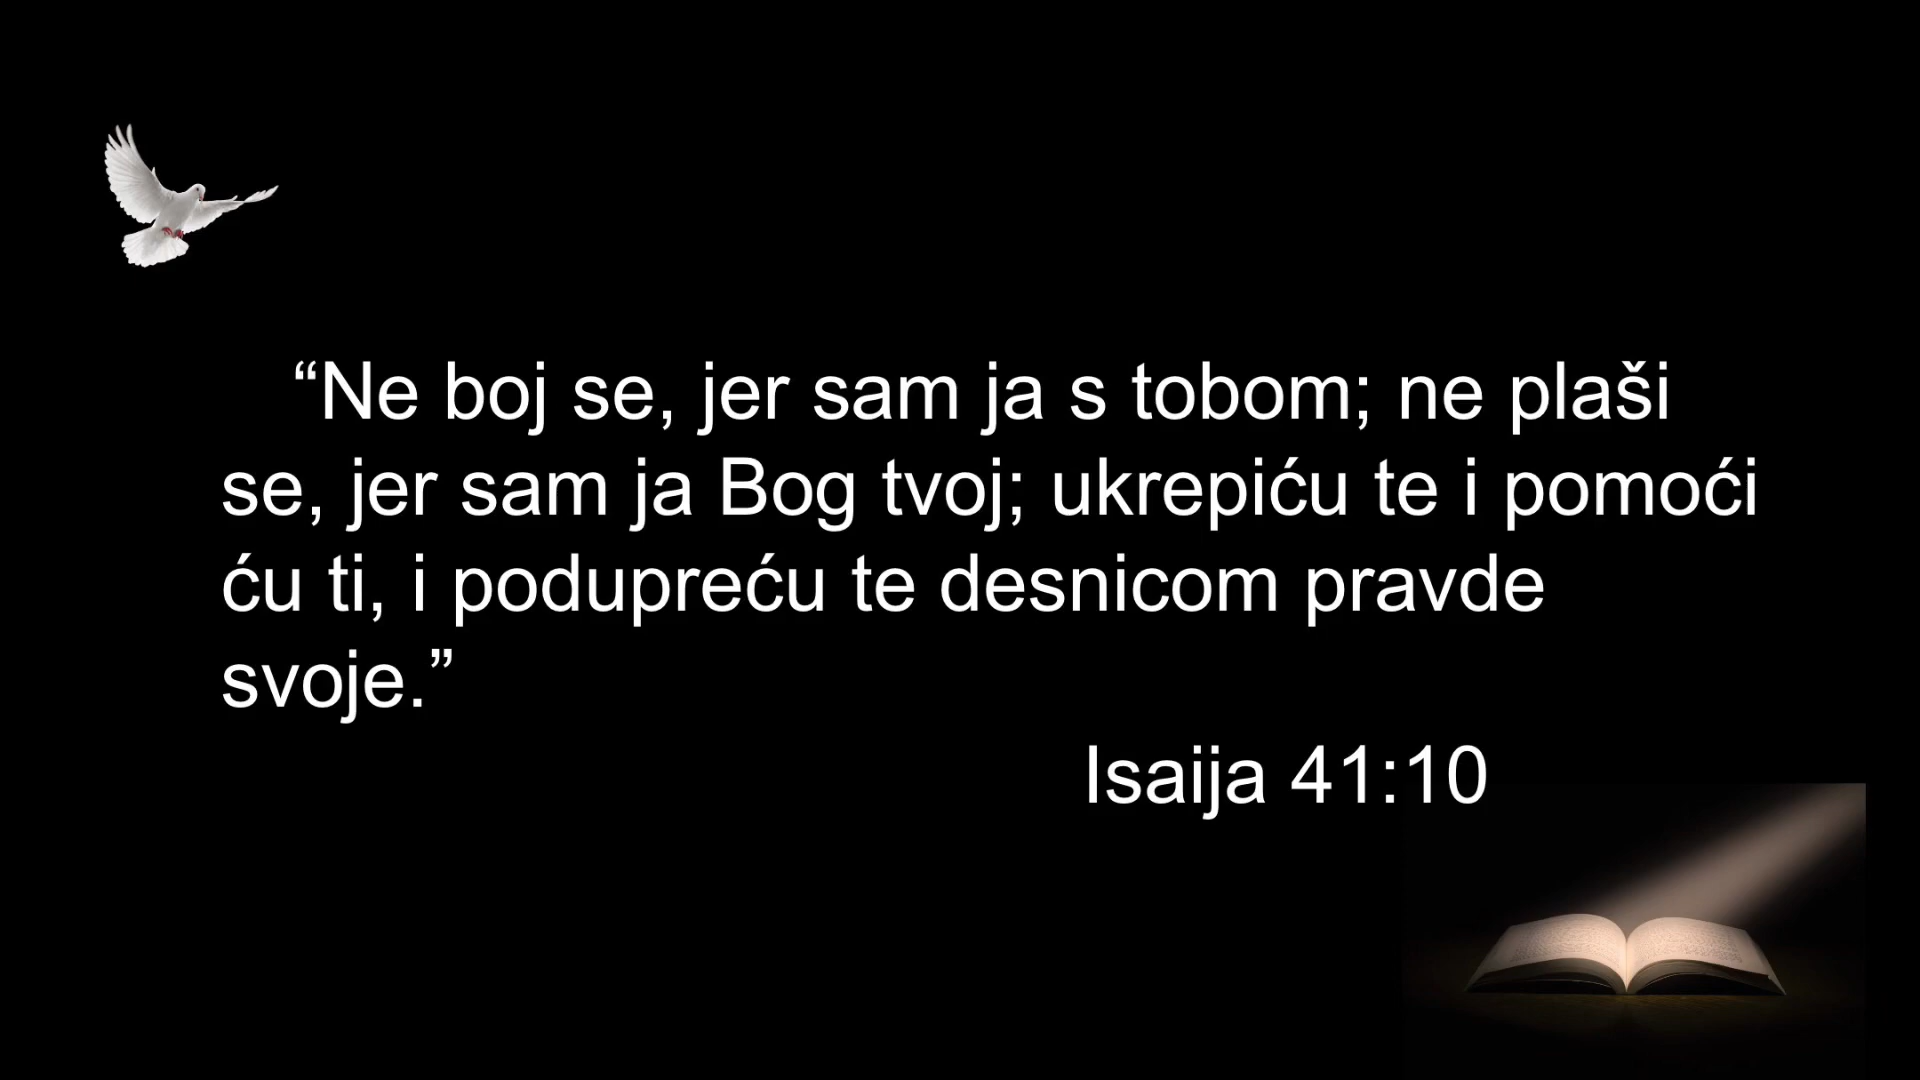 “Ne boj se, jer sam ja s tobom; ne plaši
se, jer sam ja Bog tvoj; ukrepiću te i pomoći
ću ti, i podupreću te desnicom pravde
svoje.”
Isaija 41:10